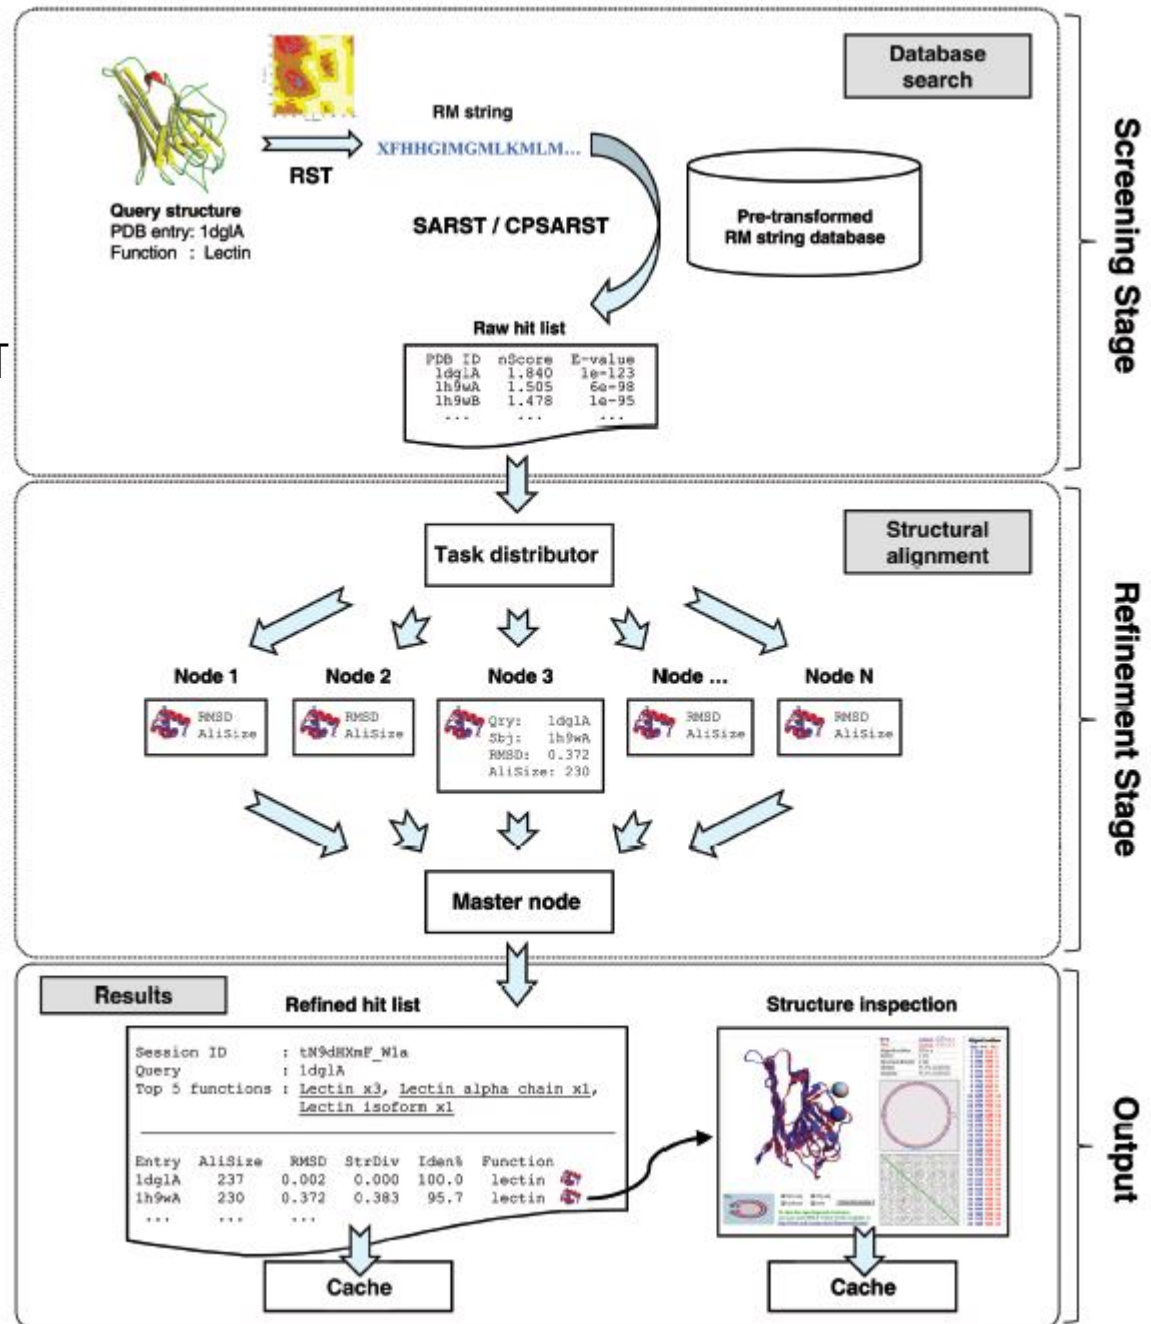 Database
search
Screening Stage
RM string
XFHHGIMGMLKMLM...
RST
Query structure
PDB entry: 1dglA
Function : Lectin
SARST / CPSARST
Pre-transformed
RM string database
T
Raw hit list
PDB ID nScore E-value
1dglA 1.840 1e-123
1h9wA 1.505 6e-98
1h9wB 1.478 1e-95
... ... ...
Task distributor
Structural
alignment
Refinement Stage
Node 1 Node 2 Node 3 Node ... Node N
RMSD
AliSize
RMSD
AliSize
Qry: 1dglA
Sbj: 1h9wA
RMSD: 0.372
AliSize: 230
RMSD
AliSize
RMSD
AliSize
Master node
Results
Output
Refined hit list
Session ID : tN9dHXmF_W1a
Query : 1dglA
Top 5 functions : Lectin x3, Lectin alpha chain x1,
Lectin isoform x1
Entry AliSize RMSD StrDiv Iden% Function
1dglA 237 0.002 0.000 100.0 lectin
1h9wA 230 0.372 0.383 95.7 lectin
... ... ...
Cache
Structure inspection
Cache